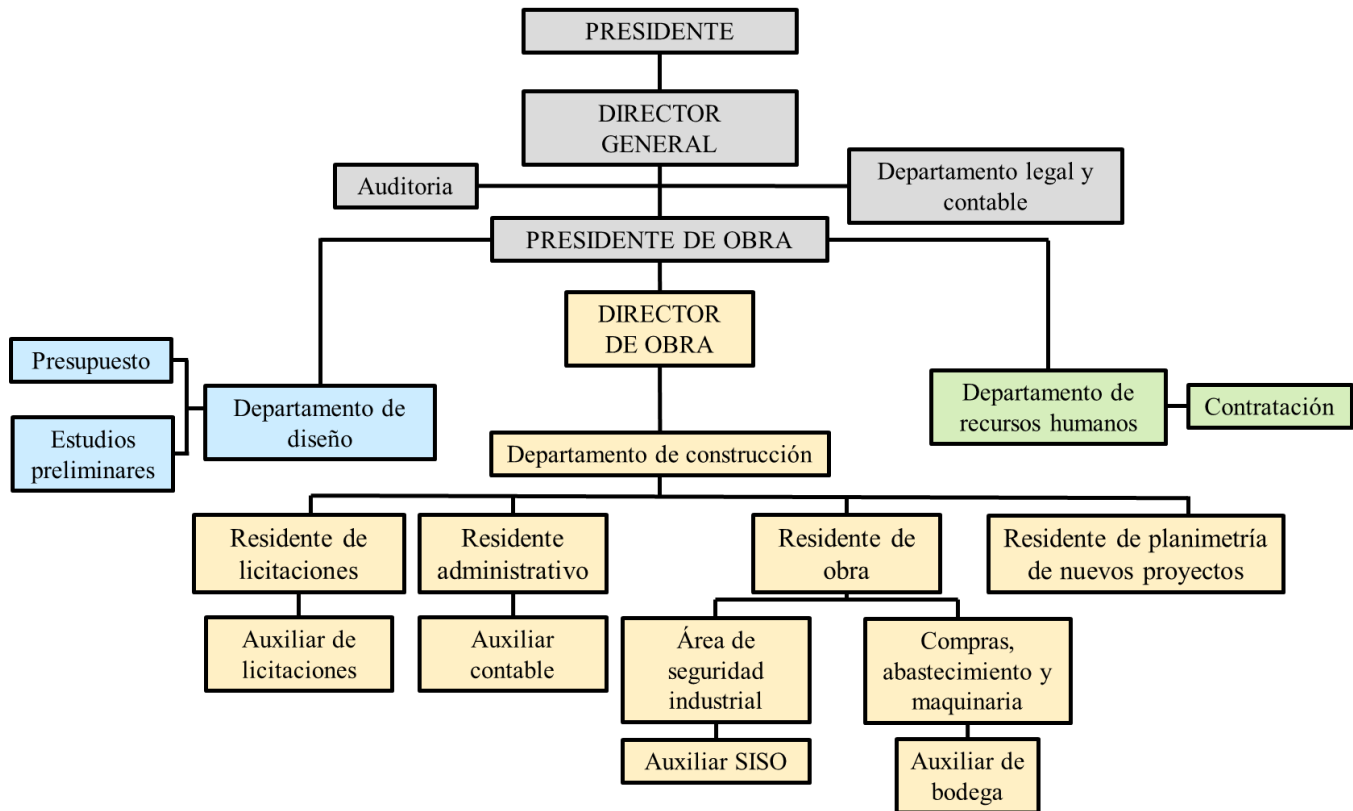 PRESIDENTE
DIRECTOR
GENERAL
Auditoria
Departamento legal y
contable
PRESIDENTE DE OBRA
DIRECTOR
DE OBRA
Presupuesto
Estudios
preliminares
Departamento de
diseño
Departamento de
recursos humanos
Contratación
Departamento de construcción
Residente de
licitaciones
Residente
administrativo
Residente de
obra
Residente de planimetría
de nuevos proyectos
Auxiliar de
licitaciones
Auxiliar
contable
Área de
seguridad
industrial
Compras,
abastecimiento y
maquinaria
Auxiliar SISO
Auxiliar de
bodega